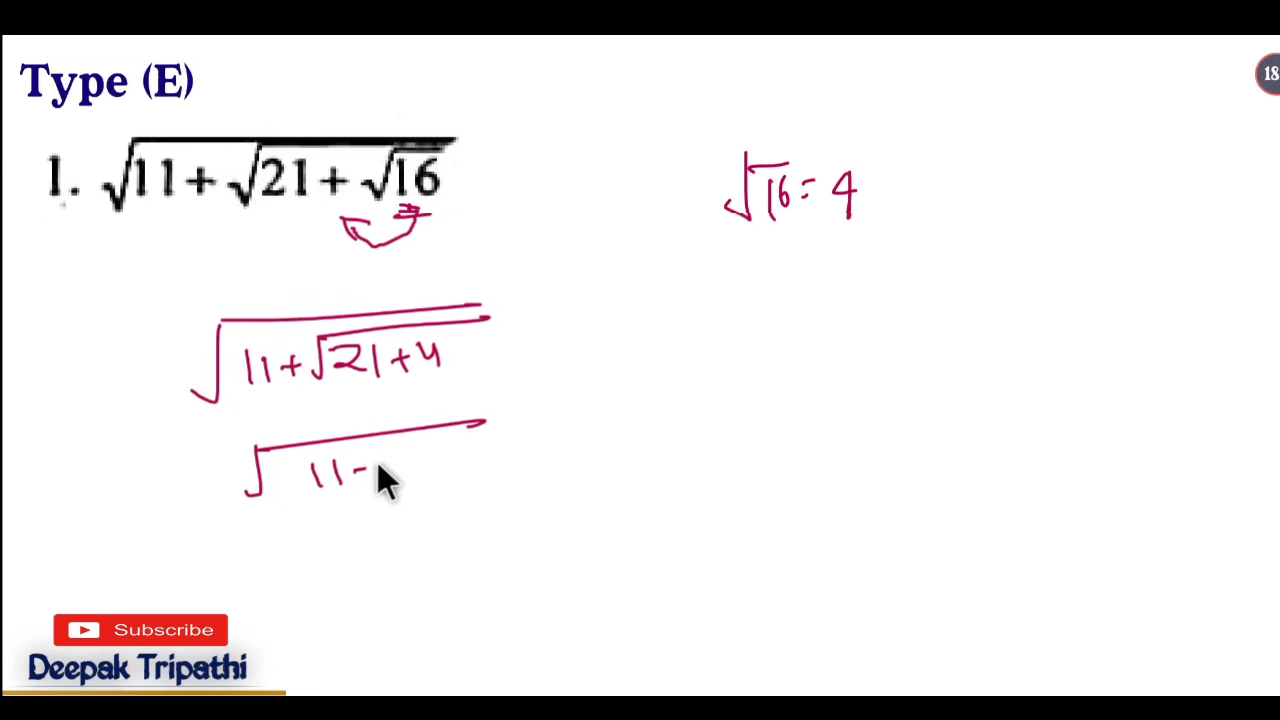 Type (E)
18
1. √11+ √21+ √16
√16 = 4
√11+√21+4
√11-
Subscribe
Deepak Tripathi